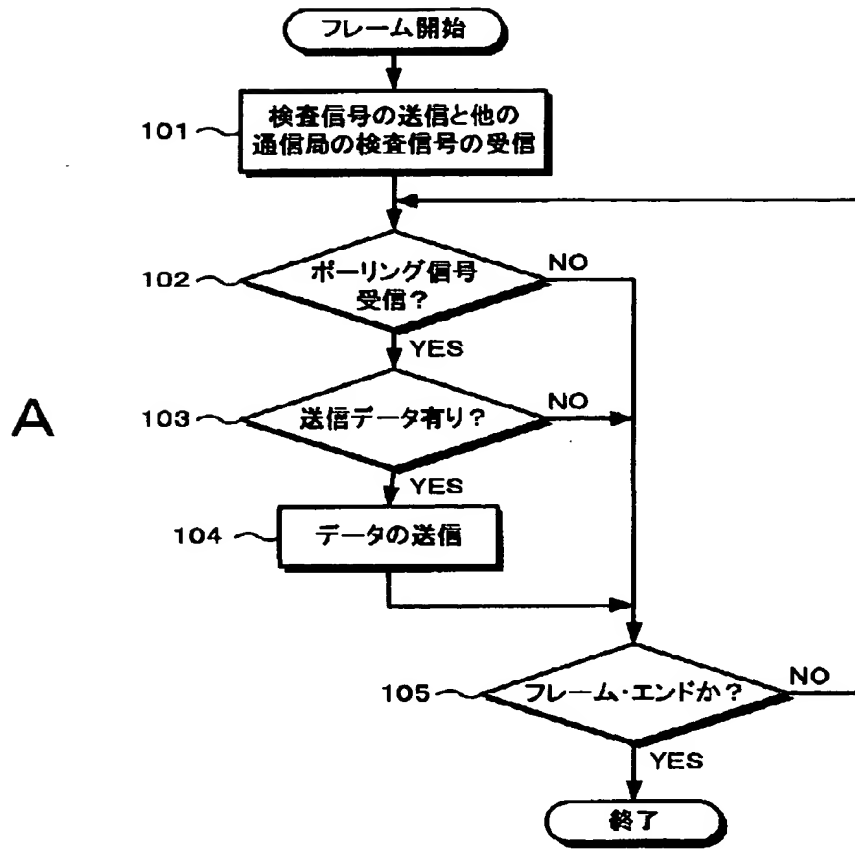 フレーム開始
101
検査信号の送信と他の
通信局の検査信号の受信
102
ポーリング信号
受信?
NO
YES
A
103
送信データ有り?
NO
YES
104
データの送信
105
フレーム・エンドか?
NO
YES
終了